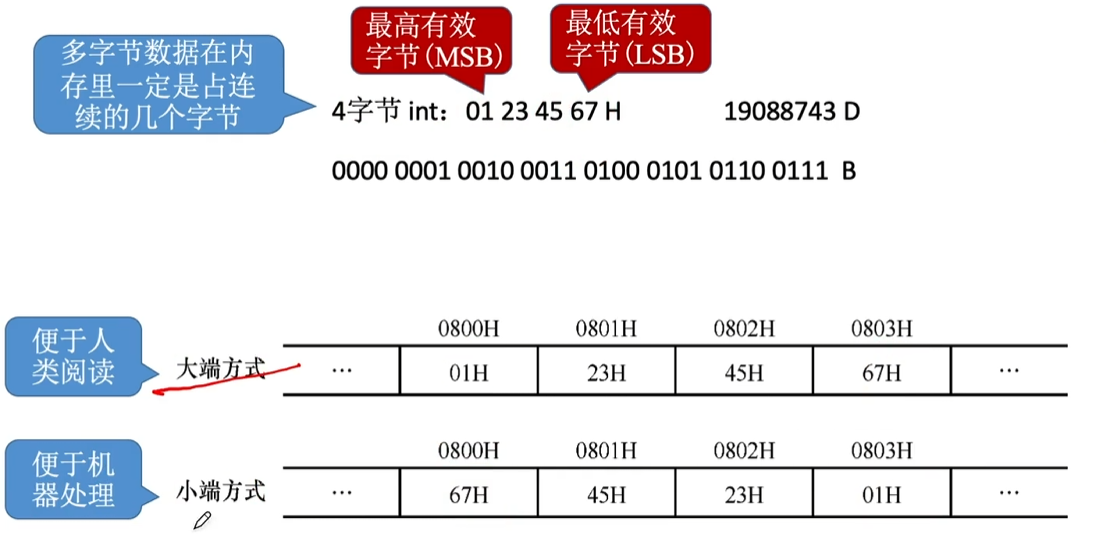 最高有效
字节(MSB)
最低有效
字节(LSB)
多字节数据在内
存里一定是占连
续的几个字节
4字节 int：01 23 45 67 H
19088743 D
0000 0001 0010 0011 0100 0101 0110 0111 B
便于人
类阅读
大端方式
0800H 0801H 0802H 0803H
… 01H 23H 45H 67H …
便于机
器处理
小端方式
0800H 0801H 0802H 0803H
… 67H 45H 23H 01H …